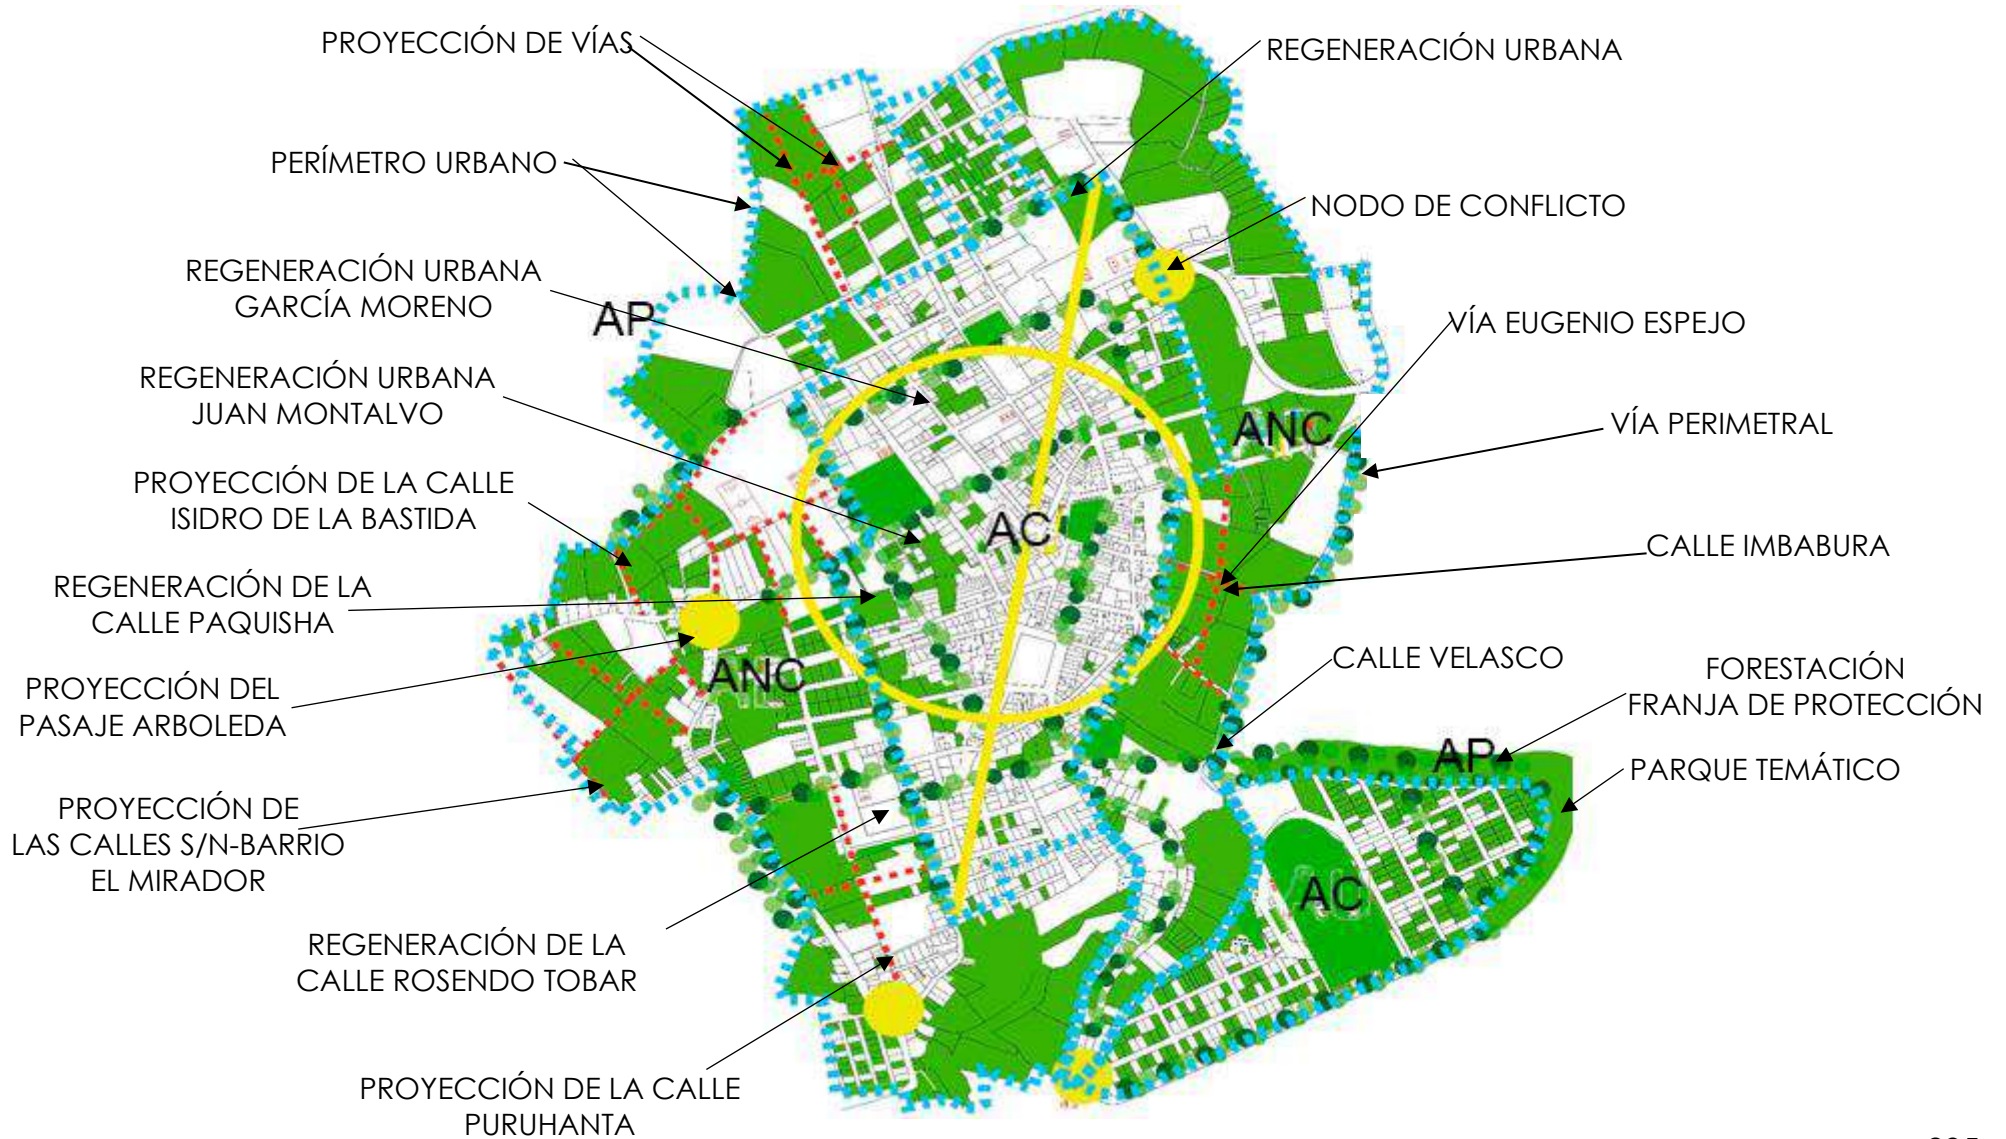 PROYECCIÓN DE VÍAS
REGENERACIÓN URBANA
PERÍMETRO URBANO
NODO DE CONFLICTO
REGENERACIÓN URBANA
GARCÍA MORENO
AP
VÍA EUGENIO ESPEJO
REGENERACIÓN URBANA
JUAN MONTALVO
ANC
VÍA PERIMETRAL
PROYECCIÓN DE LA CALLE
ISIDRO DE LA BASTIDA
AC
CALLE IMBABURA
REGENERACIÓN DE LA
CALLE PAQUISHA
ANC
CALLE VELASCO
FORESTACIÓN
FRANJA DE PROTECCIÓN
PROYECCIÓN DEL
PASAJE ARBOLEDA
AP
PARQUE TEMÁTICO
PROYECCIÓN DE
LAS CALLES S/N-BARRIO
EL MIRADOR
AC
REGENERACIÓN DE LA
CALLE ROSENDO TOBAR
PROYECCIÓN DE LA CALLE
PURUHANTA